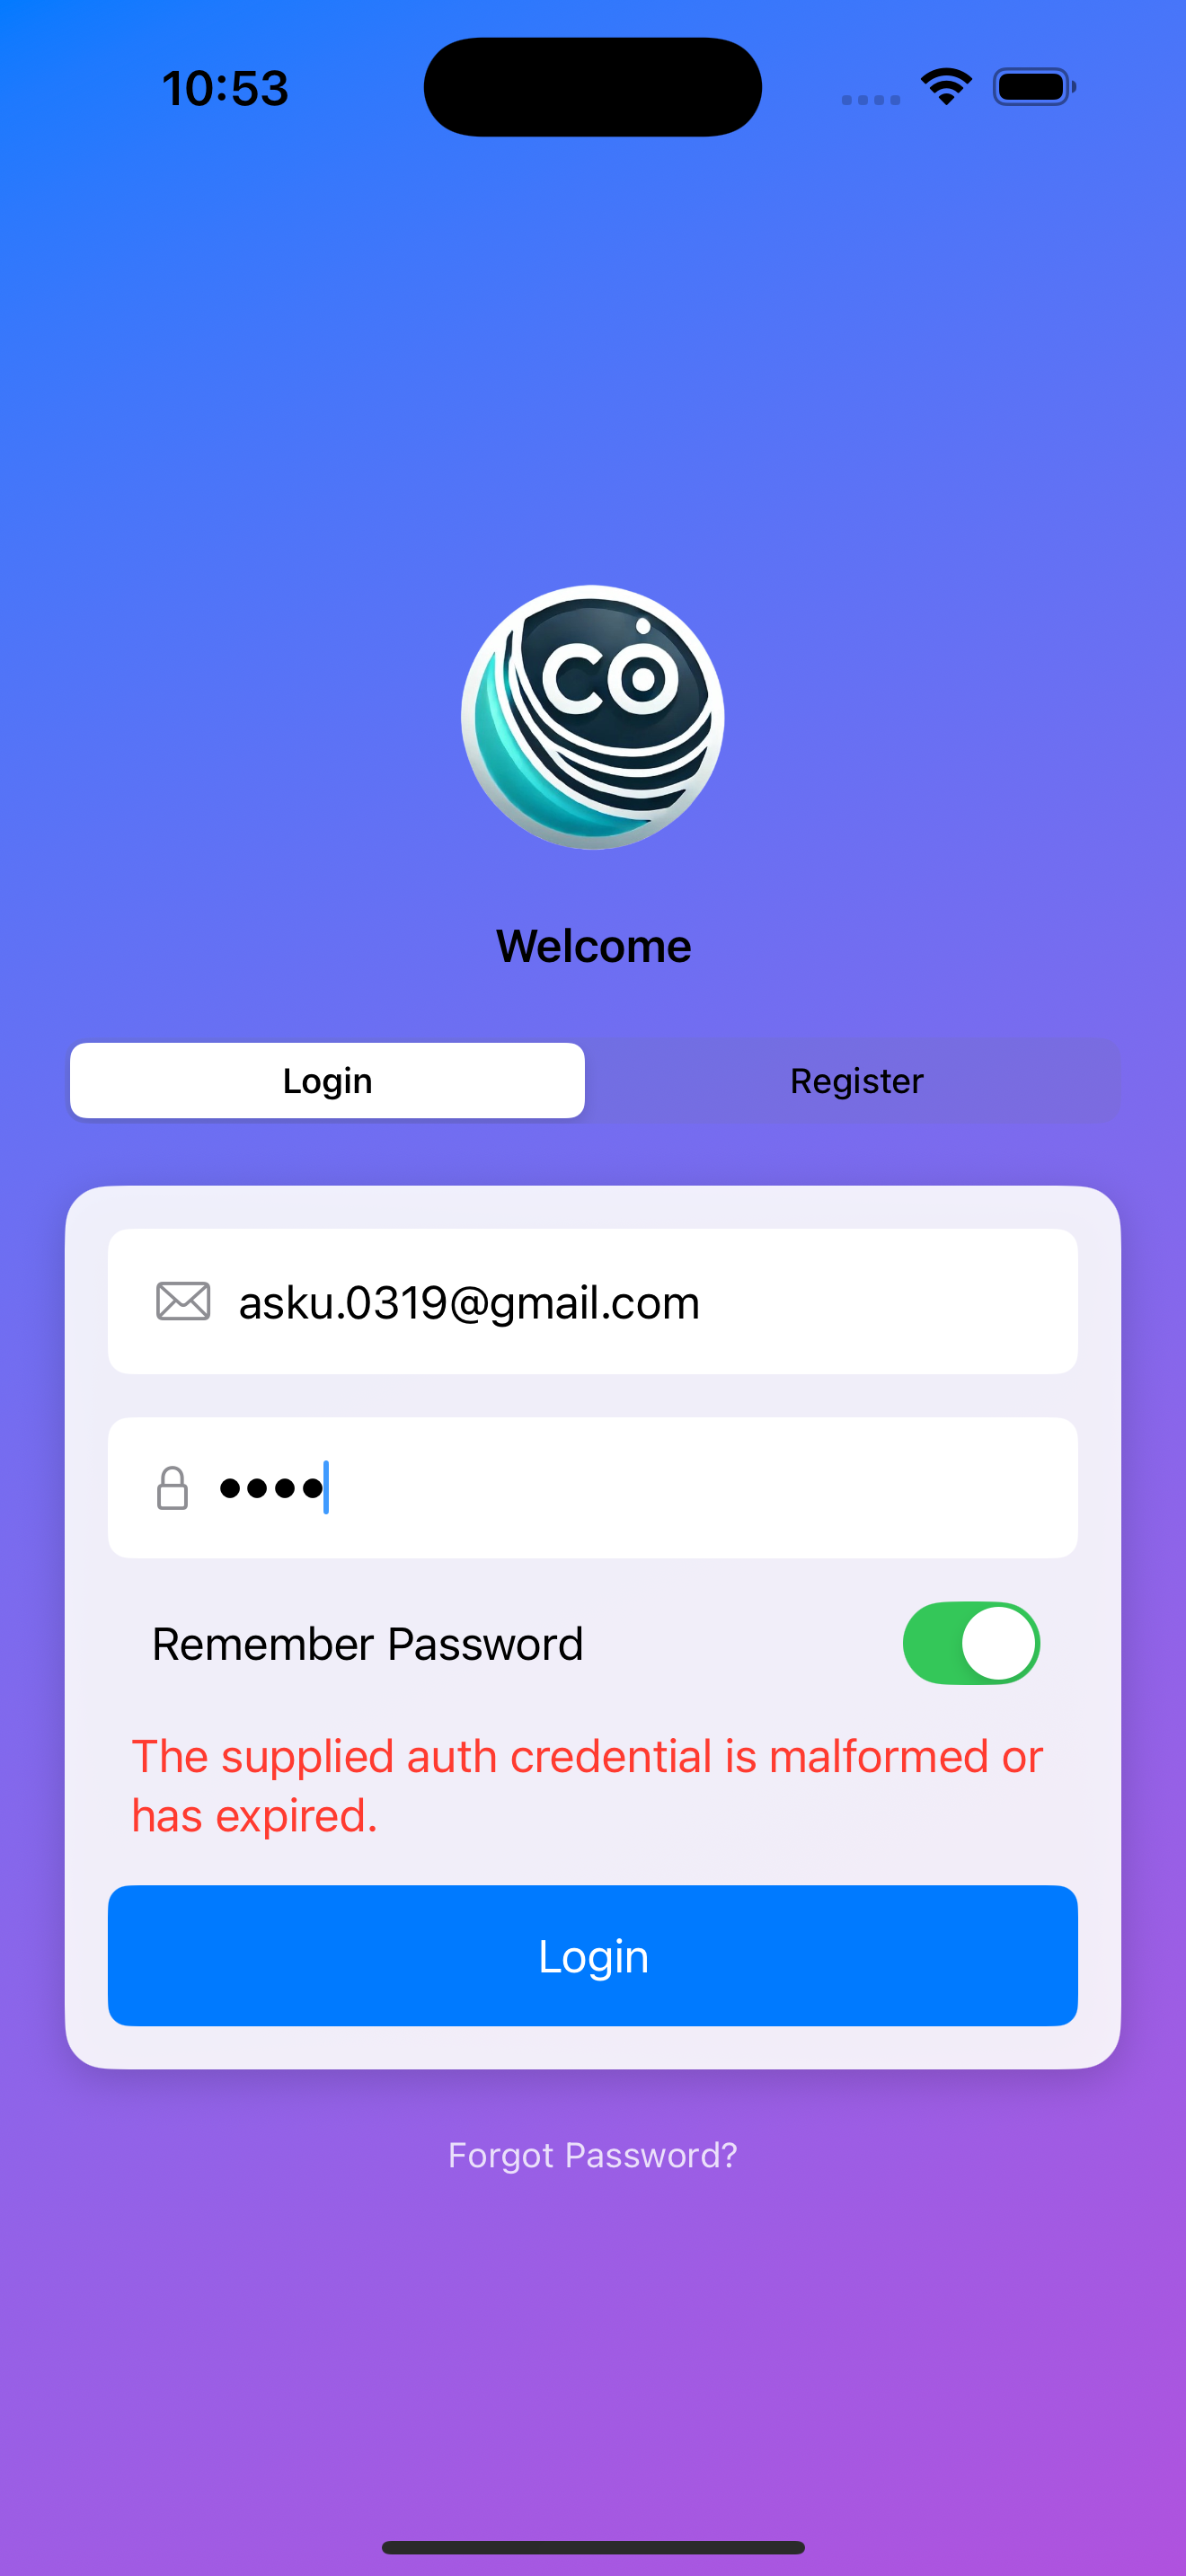 10:53
CO
Welcome
Login
Register
asku.0319@gmail.com
Remember Password
The supplied auth credential is malformed or
has expired.
Login
Forgot Password?